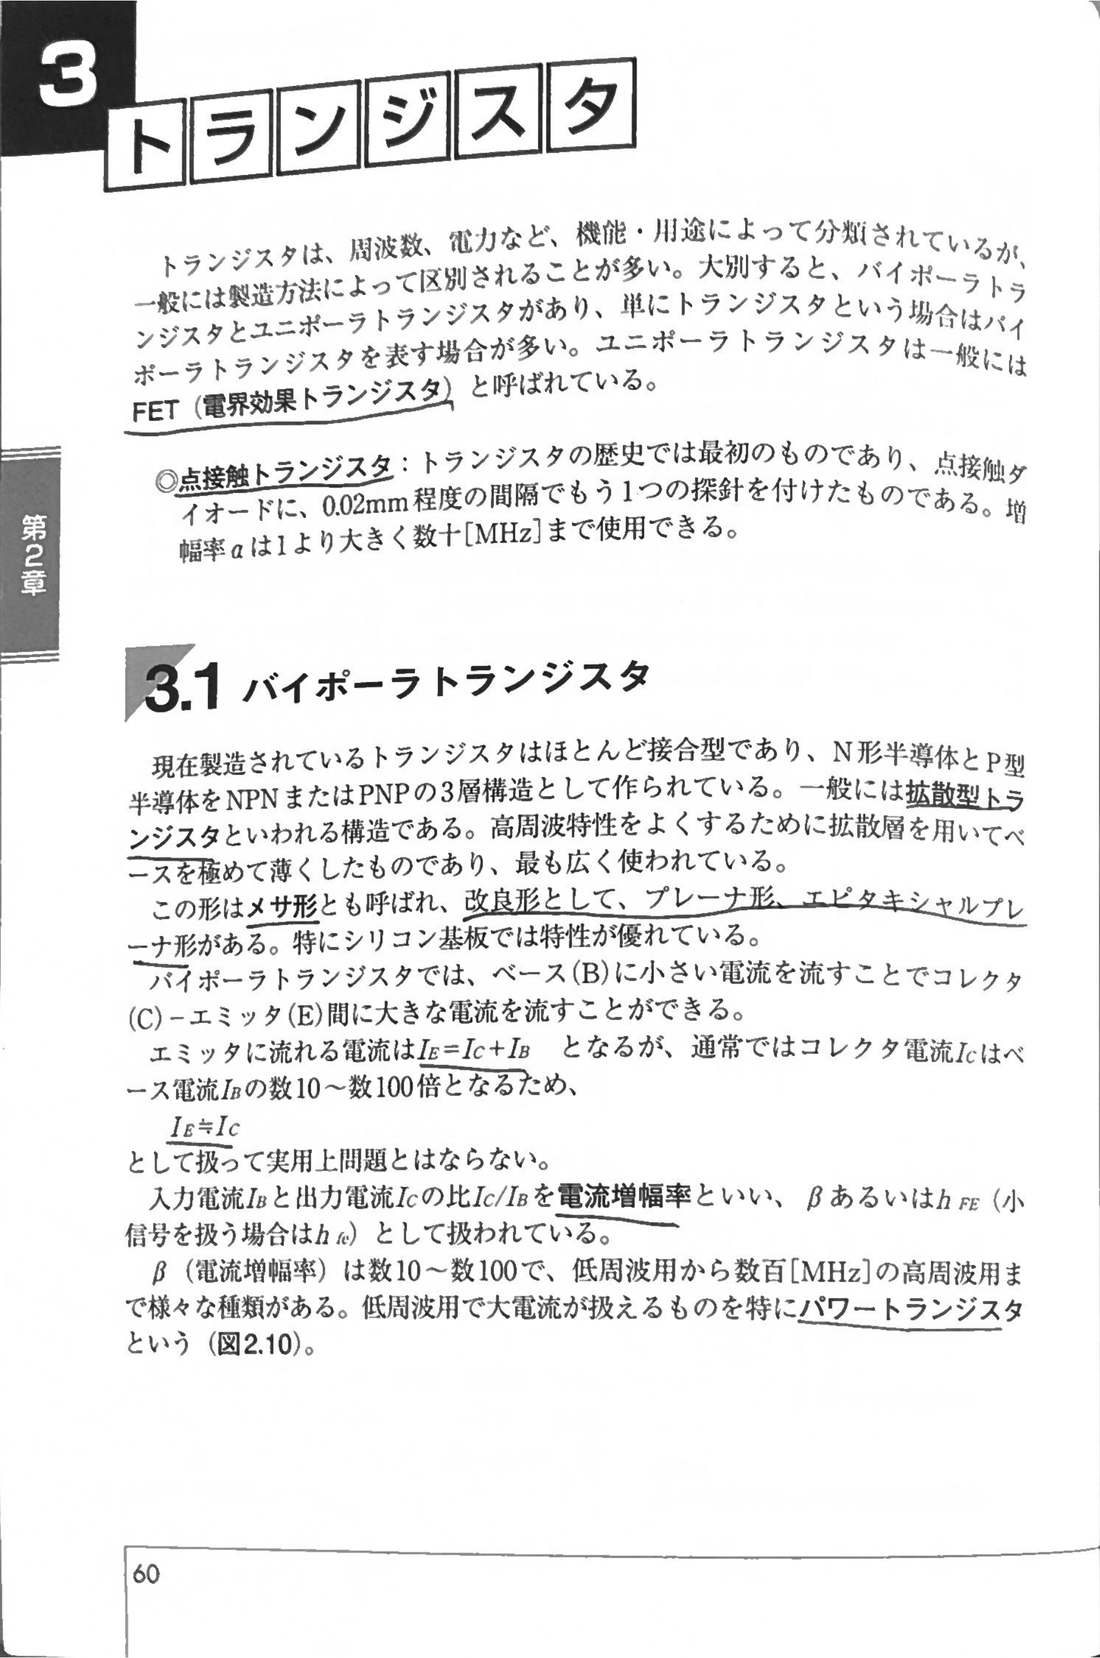 3
トランジスタ
トランジスタは、周波数、電力など、機能・用途によって分類されているが、
一般には製造方法によって区別されることが多い。大別すると、バイポーラトラ
ンジスタとユニポーラトランジスタがあり、単にトランジスタという場合はバイ
ポーラトランジスタを表す場合が多い。ユニポーラトランジスタは一般には
FET（電界効果トランジスタ）と呼ばれている。
◎点接触トランジスタ：トランジスタの歴史では最初のものであり、点接触ダ
イオードに、0.02mm程度の間隔でもう1つの探針を付けたものである。増
幅率αは1より大きく数十[MHz]まで使用できる。
第2章
3.1 バイポーラトランジスタ
現在製造されているトランジスタはほとんど接合型であり、N形半導体とP型
半導体をNPNまたはPNPの3層構造として作られている。一般には拡散型トラ
ンジスタといわれる構造である。高周波特性をよくするために拡散層を用いてベ
ースを極めて薄くしたものであり、最も広く使われている。
この形はメサ形とも呼ばれ、改良形として、プレーナ形、エピタキシャルプレ
ーナ形がある。特にシリコン基板では特性が優れている。
バイポーラトランジスタでは、ベース(B)に小さい電流を流すことでコレクタ
(C)−エミッタ(E)間に大きな電流を流すことができる。
エミッタに流れる電流はIE=IC+IB　となるが、通常ではコレクタ電流ICはベ
ース電流IBの数10〜数100倍となるため、
IE≒IC
として扱って実用上問題とはならない。
入力電流IBと出力電流ICの比IC/IBを電流増幅率といい、βあるいはh FE（小
信号を扱う場合はh fe）として扱われている。
β（電流増幅率）は数10〜数100で、低周波用から数百[MHz]の高周波用ま
で様々な種類がある。低周波用で大電流が扱えるものを特にパワートランジスタ
という（図2.10）。
60